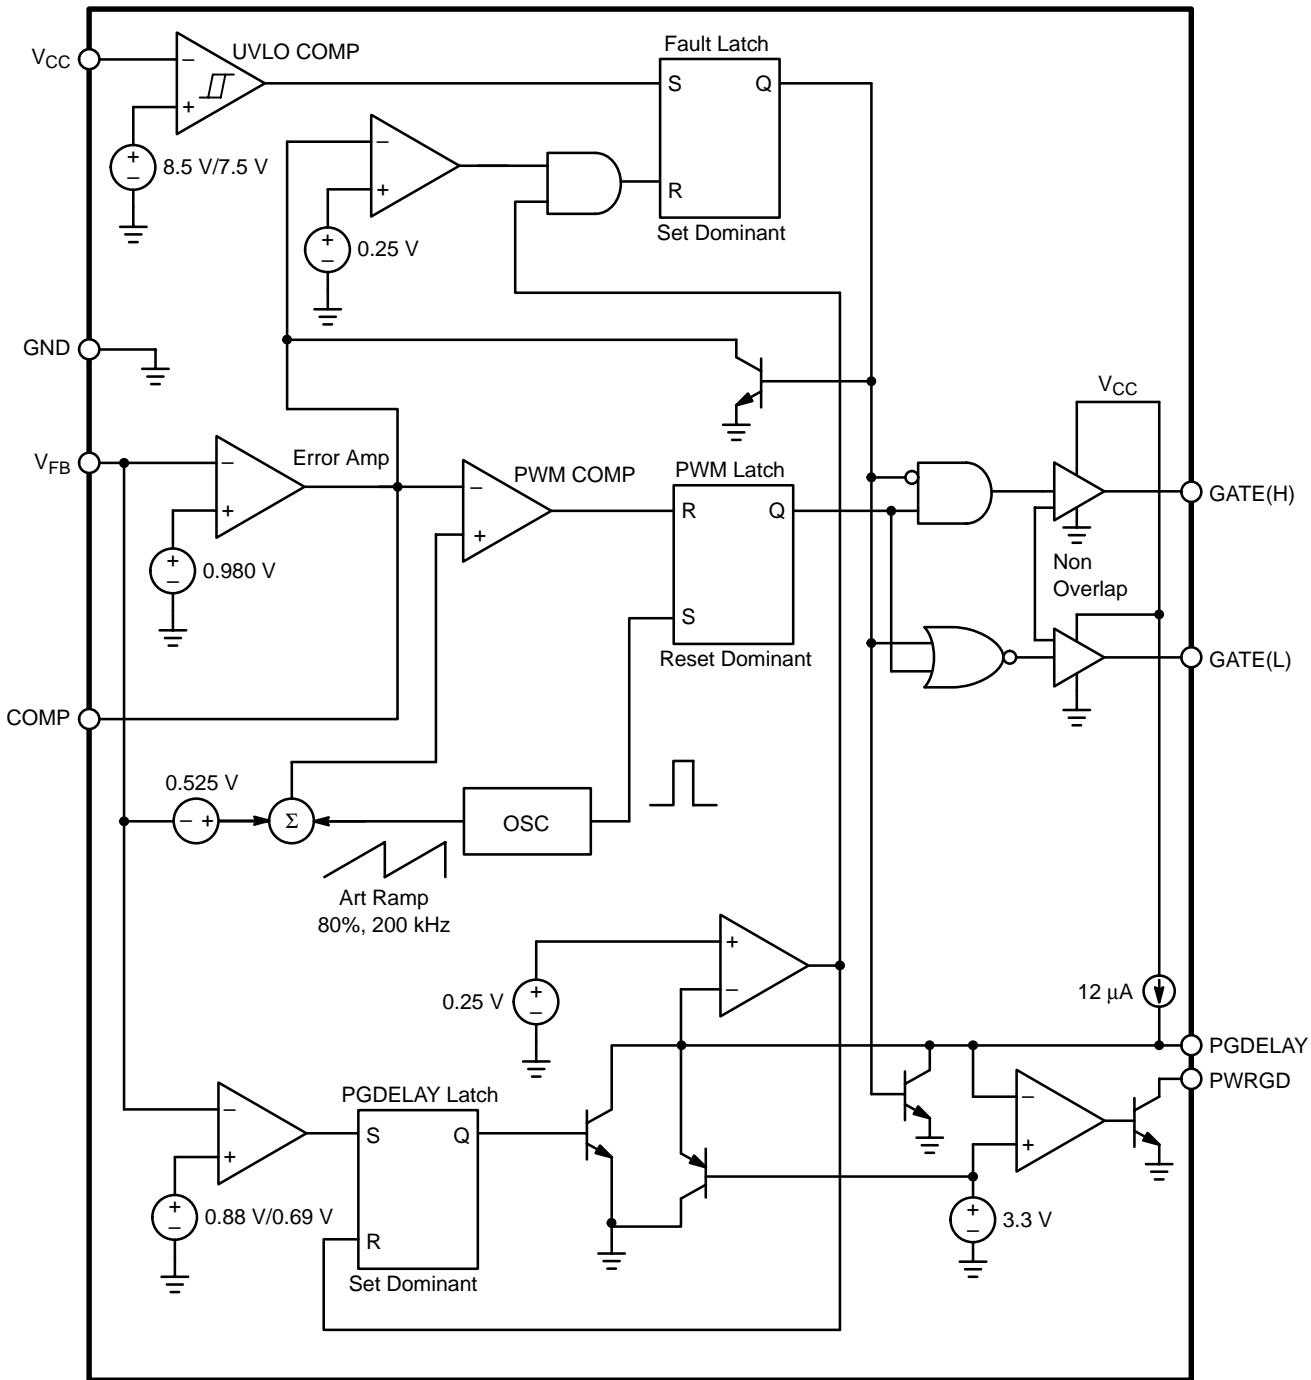 VCC
UVLO COMP
−
+
8.5 V/7.5 V
+
−
Fault Latch
S
Q
R
Set Dominant
−
+
0.25 V
+
−
GND
VCC
VFB
−
+
Error Amp
0.980 V
+
−
PWM COMP
−
+
PWM Latch
R
Q
S
Reset Dominant
GATE(H)
Non
Overlap
GATE(L)
COMP
0.525 V
− +
Σ
OSC
Art Ramp
80%, 200 kHz
+
−
0.25 V
+
−
12 μA
PGDELAY
PWRGD
−
+
PGDELAY Latch
S
Q
R
Set Dominant
0.88 V/0.69 V
+
−
−
+
3.3 V
+
−